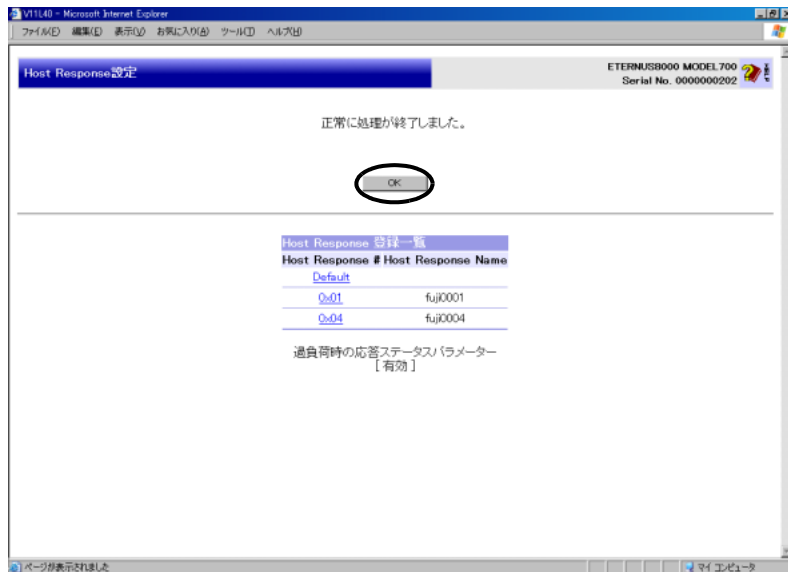 V11L40 - Microsoft Internet Explorer
ファイル(F) 編集(E) 表示(V) お気に入り(A) ツール(T) ヘルプ(H)
Host Response設定
ETERNUS8000 MODEL700
Serial No. 0000000202
正常に処理が終了しました。
OK
Host Response 登録一覧
Host Response # Host Response Name
Default
0x01 fuji0001
0x04 fuji0004
過負荷時の応答ステータスパラメーター
[ 有効 ]
ページが表示されました マイ コンピュータ